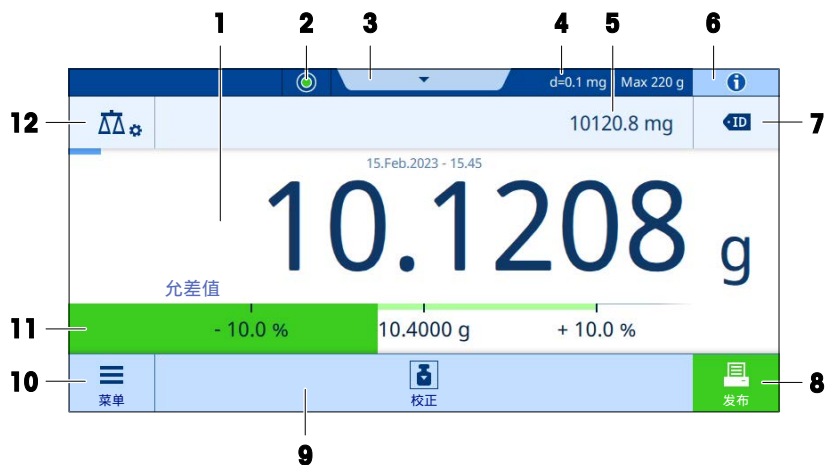 1 2 3 4 5 6
d=0.1 mg Max 220 g
12 10120.8 mg ID 7
15.Feb.2023 - 15.45
10.1208 g
允差值
11 - 10.0 % 10.4000 g + 10.0 %
10 菜单 校正 发布 8
9